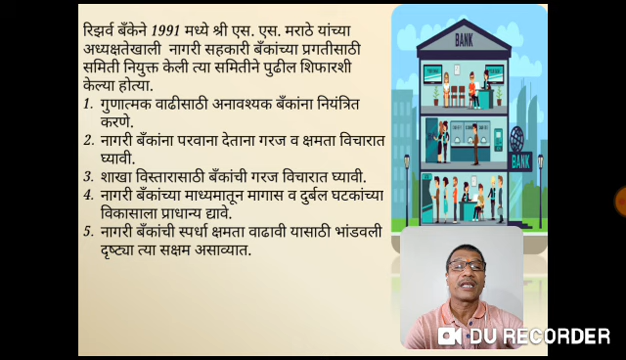 रिझर्व बँकेने 1991 मध्ये श्री एस. एस. मराठे यांच्या
अध्यक्षतेखाली नागरी सहकारी बँकांच्या प्रगतीसाठी
समिती नियुक्त केली त्या समितीने पुढील शिफारशी
केल्या होत्या.
1. गुणात्मक वाढीसाठी अनावश्यक बँकांना नियंत्रित
करणे.
2. नागरी बँकांना परवाना देताना गरज व क्षमता विचारात
घ्यावी.
3. शाखा विस्तारासाठी बँकांची गरज विचारात घ्यावी.
4. नागरी बँकांच्या माध्यमातून मागास व दुर्बल घटकांच्या
विकासाला प्राधान्य द्यावे.
5. नागरी बँकांची स्पर्धा क्षमता वाढावी यासाठी भांडवली
दृष्ट्या त्या सक्षम असाव्यात.
BANK
BANK
DU RECORDER